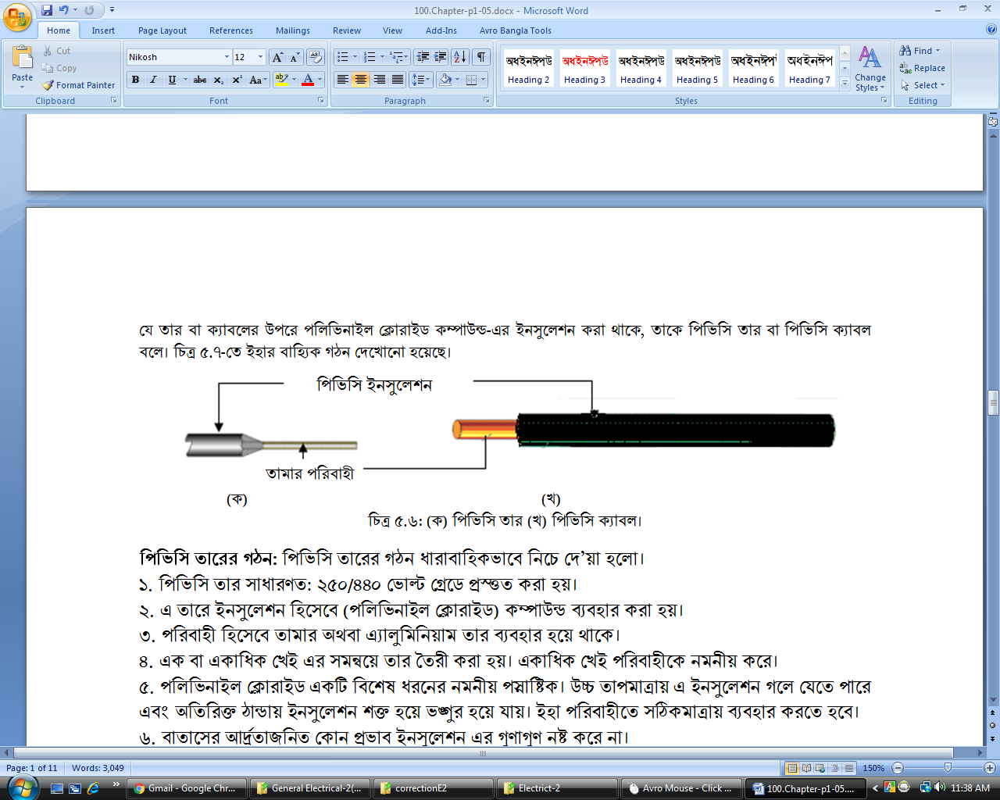 100.Chapter-p1-05.docx - Microsoft Word
Home Insert Page Layout References Mailings Review View Add-Ins Avro Bangla Tools
Paste Cut Copy Format Painter
Clipboard
Nikosh 12
Font
Paragraph
অধইনঈপউ অধইনঈপউ অধইনঈপউ অধইনঈপউ অধইনঈপ অধইনঈপ
Heading 2 Heading 3 Heading 4 Heading 5 Heading 6 Heading 7
Change Styles
Styles
Find
Replace
Select
Editing
যে তার বা ক্যাবলের উপরে পলিভিনাইল ক্লোরাইড কম্পাউন্ড-এর ইনসুলেশন করা থাকে, তাকে পিভিসি তার বা পিভিসি ক্যাবল
বলে। চিত্র ৫.৭-তে ইহার বাহ্যিক গঠন দেখোনো হয়েছে।
পিভিসি ইনসুলেশন
তামার পরিবাহী
(ক) (খ)
চিত্র ৫.৬: (ক) পিভিসি তার (খ) পিভিসি ক্যাবল।
পিভিসি তারের গঠন: পিভিসি তারের গঠন ধারাবাহিকভাবে নিচে দে’য়া হলো।
১. পিভিসি তার সাধারণত: ২৫০/৪৪০ ভোল্ট গ্রেডে প্রস্তুত করা হয়।
২. এ তারে ইনসুলেশন হিসেবে (পলিভিনাইল ক্লোরাইড) কম্পাউন্ড ব্যবহার করা হয়।
৩. পরিবাহী হিসেবে তামার অথবা এ্যালুমিনিয়াম তার ব্যবহার হয়ে থাকে।
৪. এক বা একাধিক খেই এর সমন্বয়ে তার তৈরী করা হয়। একাধিক খেই পরিবাহীকে নমনীয় করে।
৫. পলিভিনাইল ক্লোরাইড একটি বিশেষ ধরনের নমনীয় পস্নাষ্টিক। উচ্চ তাপমাত্রায় এ ইনসুলেশন গলে যেতে পারে
এবং অতিরিক্ত ঠান্ডায় ইনসুলেশন শক্ত হয়ে ভঙ্গুর হয়ে যায়। ইহা পরিবাহীতে সঠিকমাত্রায় ব্যবহার করতে হবে।
৬. বাতাসের আর্দ্রতাজনিত কোন প্রভাব ইনসুলেশন এর গুণাগুণ নষ্ট করে না।
Page: 1 of 11 Words: 3,049 150%
Gmail - Google Chr... General Electrical-2(... correctionE2 Electrict-2 Avro Mouse - Click ... 100.Chapter-p1-05.... 11:38 AM